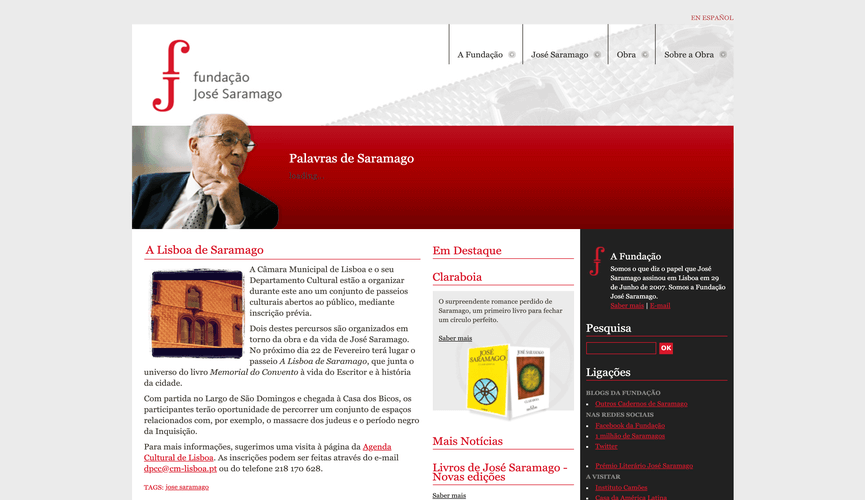 EN ESPAÑOL
A Fundação
José Saramago
Obra
Sobre a Obra
fundação
José Saramago
Palavras de Saramago
A Lisboa de Saramago
A Câmara Municipal de Lisboa e o seu
Departamento Cultural estão a organizar
durante este ano um conjunto de passeios
culturais abertos ao público, mediante
inscrição prévia.
Dois destes percursos são organizados em
torno da obra e da vida de José Saramago.
No próximo dia 22 de Fevereiro terá lugar o
passeio A Lisboa de Saramago, que junta o
universo do livro Memorial do Convento à vida do Escritor e à história
da cidade.
Com partida no Largo de São Domingos e chegada à Casa dos Bicos, os
participantes terão oportunidade de percorrer um conjunto de espaços
relacionados com, por exemplo, o massacre dos judeus e o período negro
da Inquisição.
Para mais informações, sugerimos uma visita à página da Agenda
Cultural de Lisboa. As inscrições podem ser feitas através do e-mail
dpcc@cm-lisboa.pt ou do telefone 218 170 628.
TAGS: jose saramago
Em Destaque
Claraboia
O surpreendente romance perdido de
Saramago, um primeiro livro para fechar
um círculo perfeito.
Saber mais
JOSÉ
SARAMAGO
JOSÉ
SARAMAGO
Mais Notícias
Livros de José Saramago -
Novas edições
Saber mais
A Fundação
Somos o que diz o papel que José
Saramago assinou em Lisboa em 29
de Junho de 2007. Somos a Fundação
José Saramago.
Saber mais | E-mail
Pesquisa
OK
Ligações
BLOGS DA FUNDAÇÃO
Outros Cadernos de Saramago
NAS REDES SOCIAIS
Facebook da Fundação
1 milhão de Saramagos
Twitter
Prémio Literário José Saramago
A VISITAR
Instituto Camões
Casa da América Latina